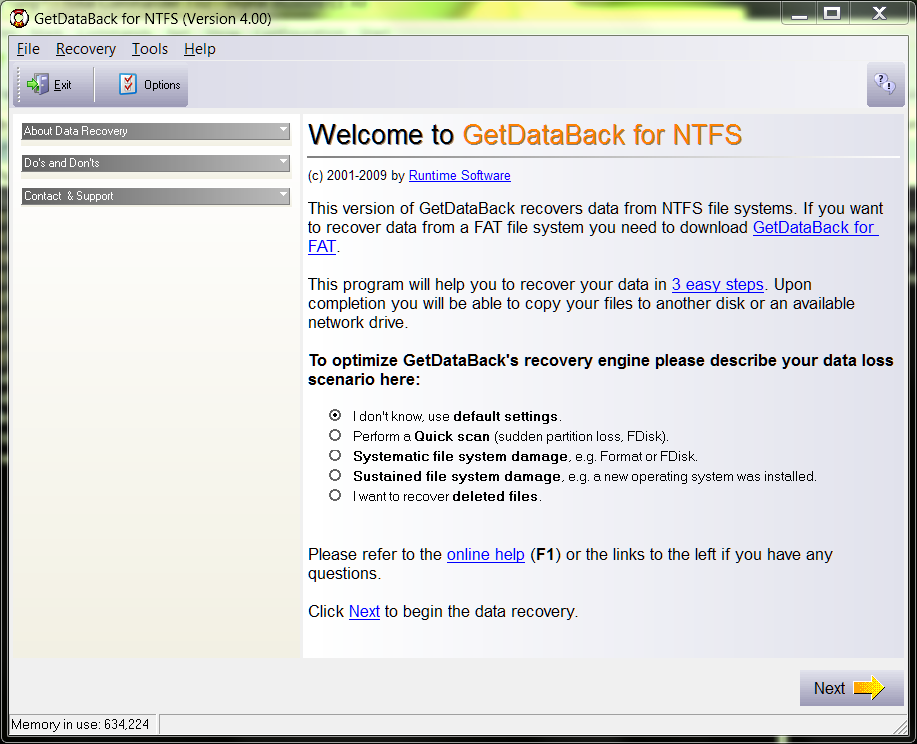 GetDataBack for NTFS (Version 4.00)
File Recovery Tools Help
Exit Options
About Data Recovery
Do's and Don'ts
Contact & Support
Welcome to GetDataBack for NTFS
(c) 2001-2009 by Runtime Software
This version of GetDataBack recovers data from NTFS file systems. If you want
to recover data from a FAT file system you need to download GetDataBack for
FAT.
This program will help you to recover your data in 3 easy steps. Upon
completion you will be able to copy your files to another disk or an available
network drive.
To optimize GetDataBack's recovery engine please describe your data loss
scenario here:
I don't know, use default settings.
Perform a Quick scan (sudden partition loss, FDisk).
Systematic file system damage, e.g. Format or FDisk.
Sustained file system damage, e.g. a new operating system was installed.
I want to recover deleted files.
Please refer to the online help (F1) or the links to the left if you have any
questions.
Click Next to begin the data recovery.
Next
Memory in use: 634,224